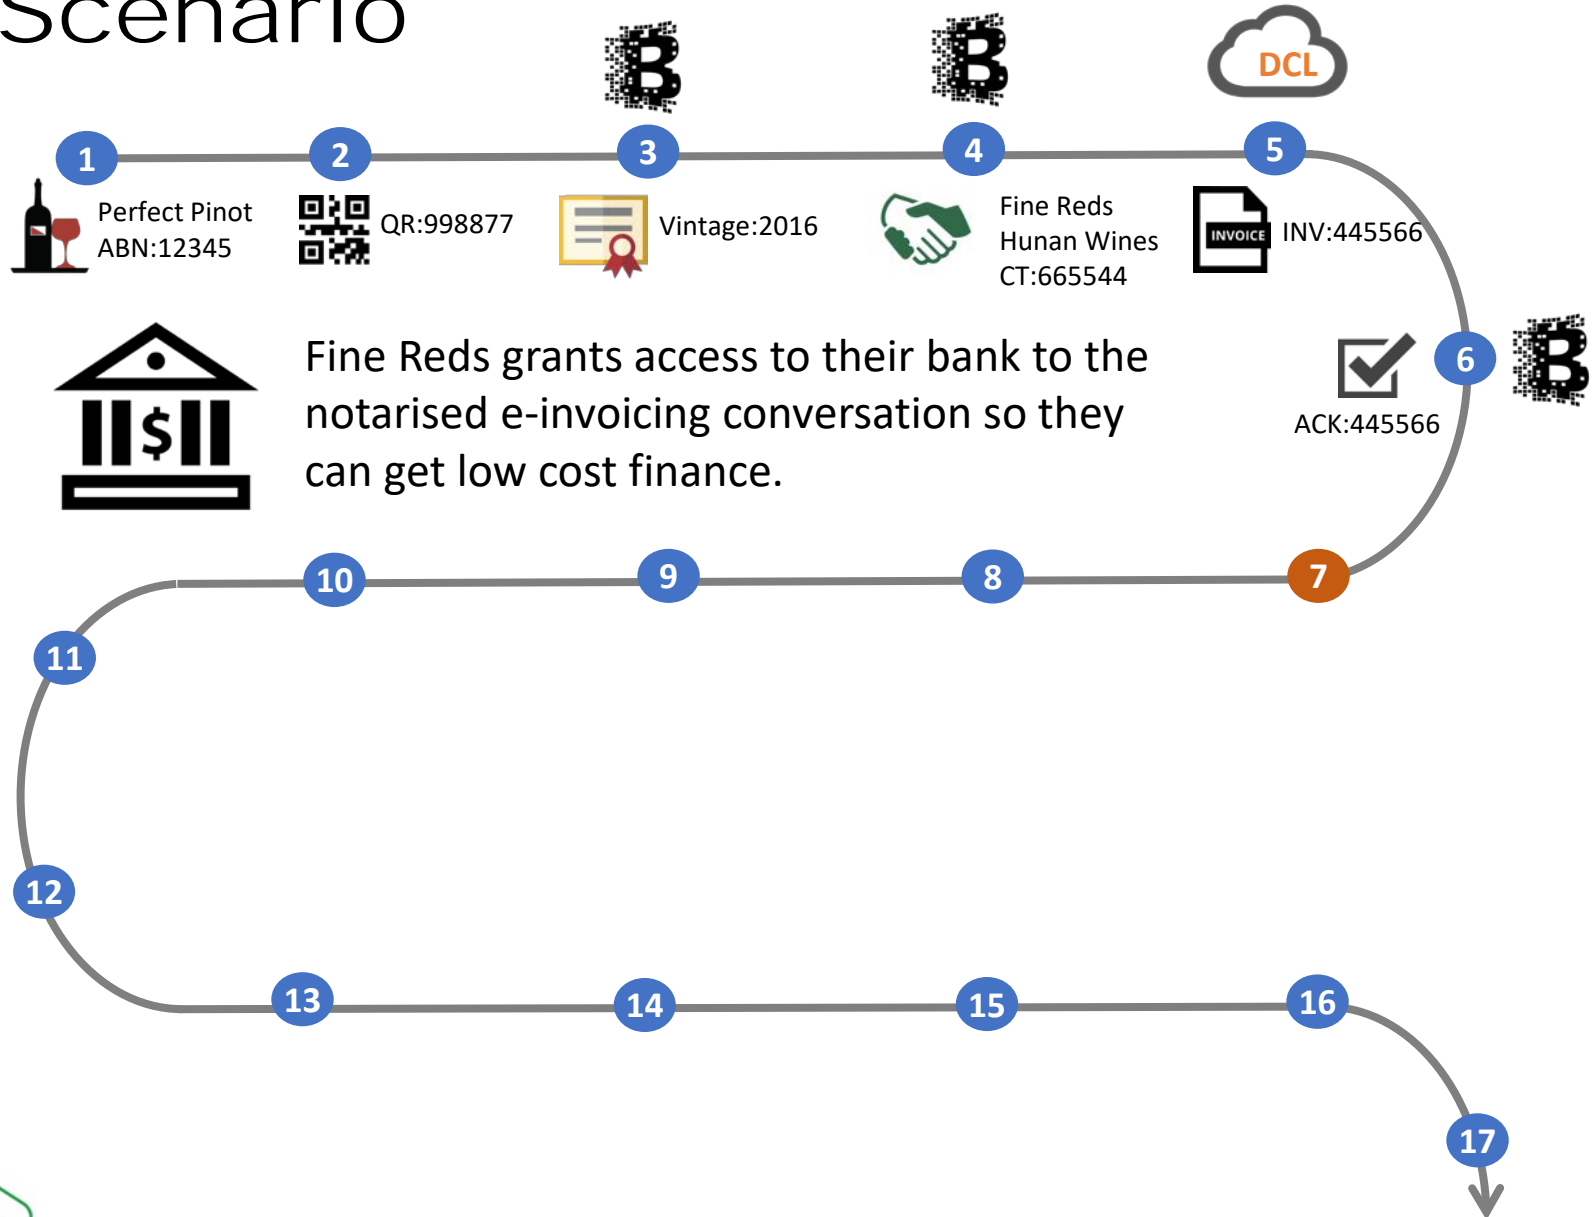 Scenario
DCL
1
2
3
4
5
Perfect Pinot
ABN:12345
QR:998877
Vintage:2016
Fine Reds
Hunan Wines
CT:665544
INVOICE
INV:445566
Fine Reds grants access to their bank to the
notarised e-invoicing conversation so they
can get low cost finance.
$
6
ACK:445566
10
9
8
7
11
12
13
14
15
16
17